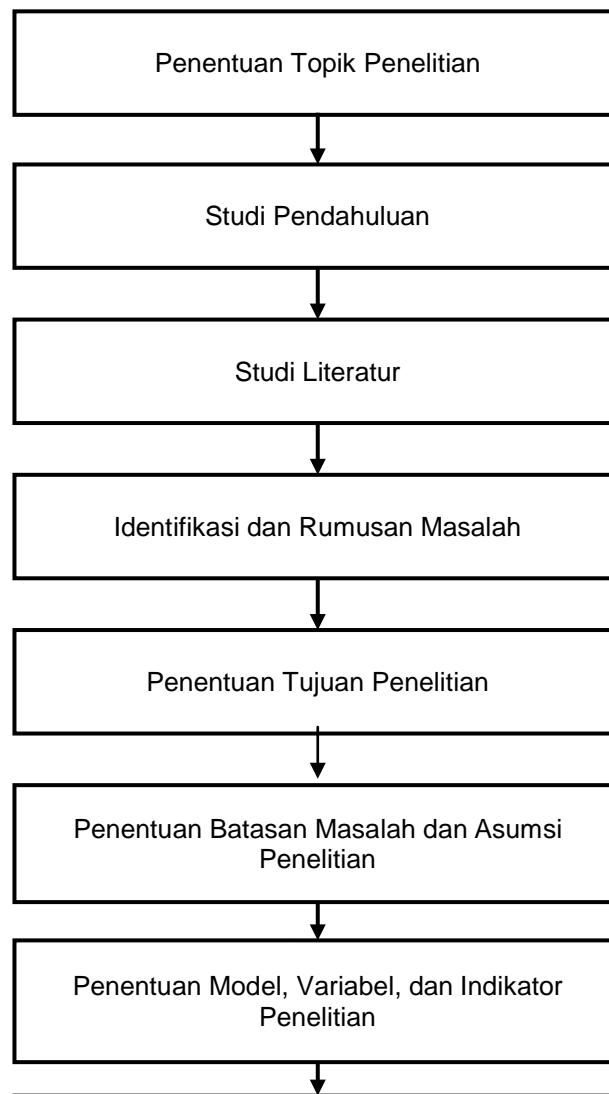 Penentuan Topik Penelitian
Studi Pendahuluan
Studi Literatur
Identifikasi dan Rumusan Masalah
Penentuan Tujuan Penelitian
Penentuan Batasan Masalah dan Asumsi
Penelitian
Penentuan Model, Variabel, dan Indikator
Penelitian